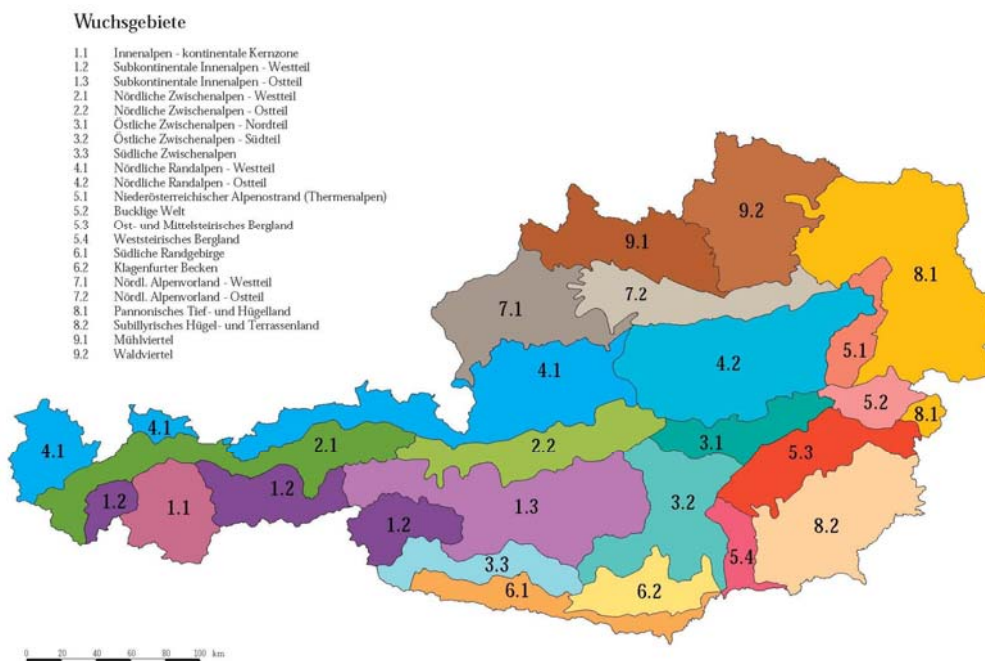 Wuchsgebiete
1.1 Innenalpen - kontinentale Kernzone
1.2 Subkontinentale Innenalpen - Westteil
1.3 Subkontinentale Innenalpen - Ostteil
2.1 Nördliche Zwischenalpen - Westteil
2.2 Nördliche Zwischenalpen - Ostteil
3.1 Östliche Zwischenalpen - Nordteil
3.2 Östliche Zwischenalpen - Südteil
3.3 Südliche Zwischenalpen
4.1 Nördliche Randalpen - Westteil
4.2 Nördliche Randalpen - Ostteil
5.1 Niederösterreichischer Alpenostrand (Thermenalpen)
5.2 Bucklige Welt
5.3 Ost- und Mittelsteirisches Bergland
5.4 Weststeirisches Bergland
6.1 Südliche Randgebirge
6.2 Klagenfurter Becken
7.1 Nördl. Alpenvorland - Westteil
7.2 Nördl. Alpenvorland - Ostteil
8.1 Pannonisches Tief- und Hügelland
8.2 Subillyrisches Hügel- und Terrassenland
9.1 Mühlviertel
9.2 Waldviertel
9.2
9.1
8.1
7.2
7.1
5.1
4.2
4.1
5.2
8.1
4.1
2.1
2.2
3.1
5.3
4.1
1.2
1.2
1.1
1.3
3.2
1.2
8.2
5.4
3.3
6.1
6.2
0 20 40 60 80 100 km